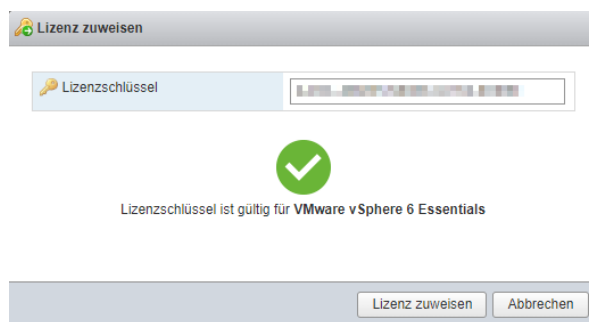 Lizenz zuweisen
Lizenzschlüssel
Lizenzschlüssel ist gültig für VMware vSphere 6 Essentials
Lizenz zuweisen
Abbrechen